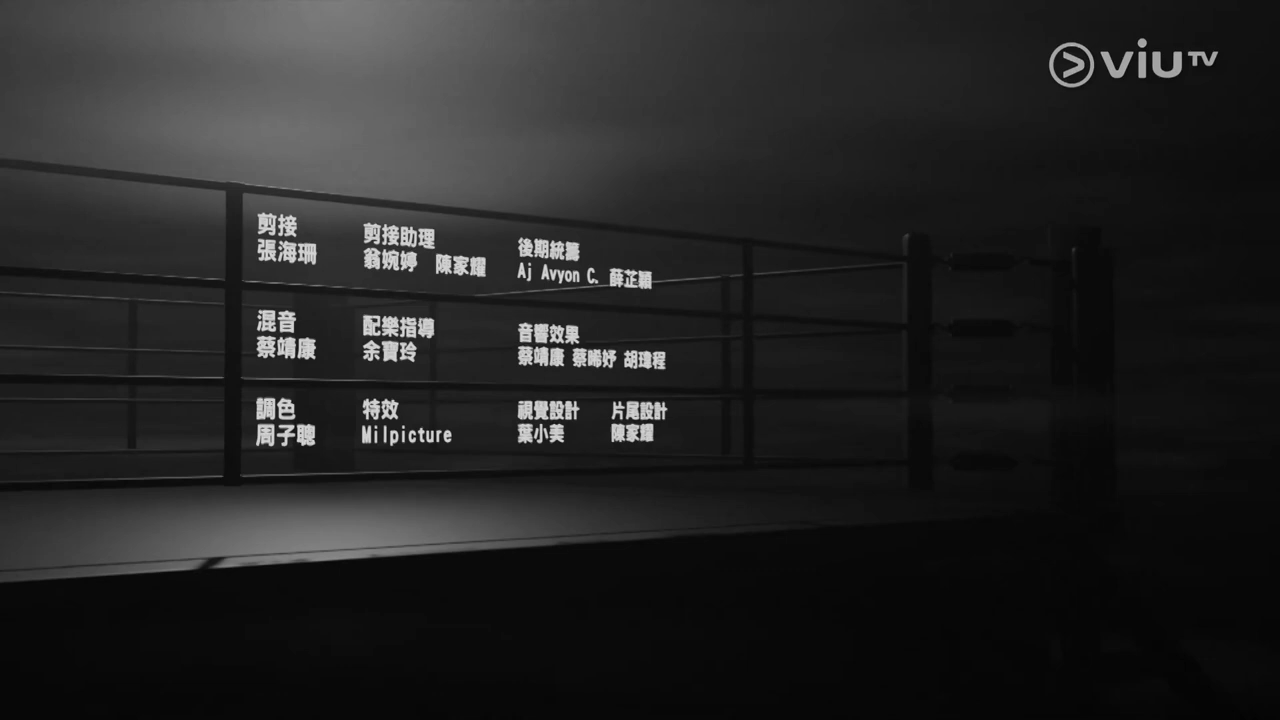 viuTV
剪接
張海珊
剪接助理
翁婉婷 陳家耀
後期統籌
Aj Avyon C. 薛芷穎
混音
蔡靖康
配樂指導
余寶玲
音響效果
蔡靖康 蔡晞妤 胡瑋程
調色
周子聰
特效
Milpicture
視覺設計
葉小美
片尾設計
陳家耀